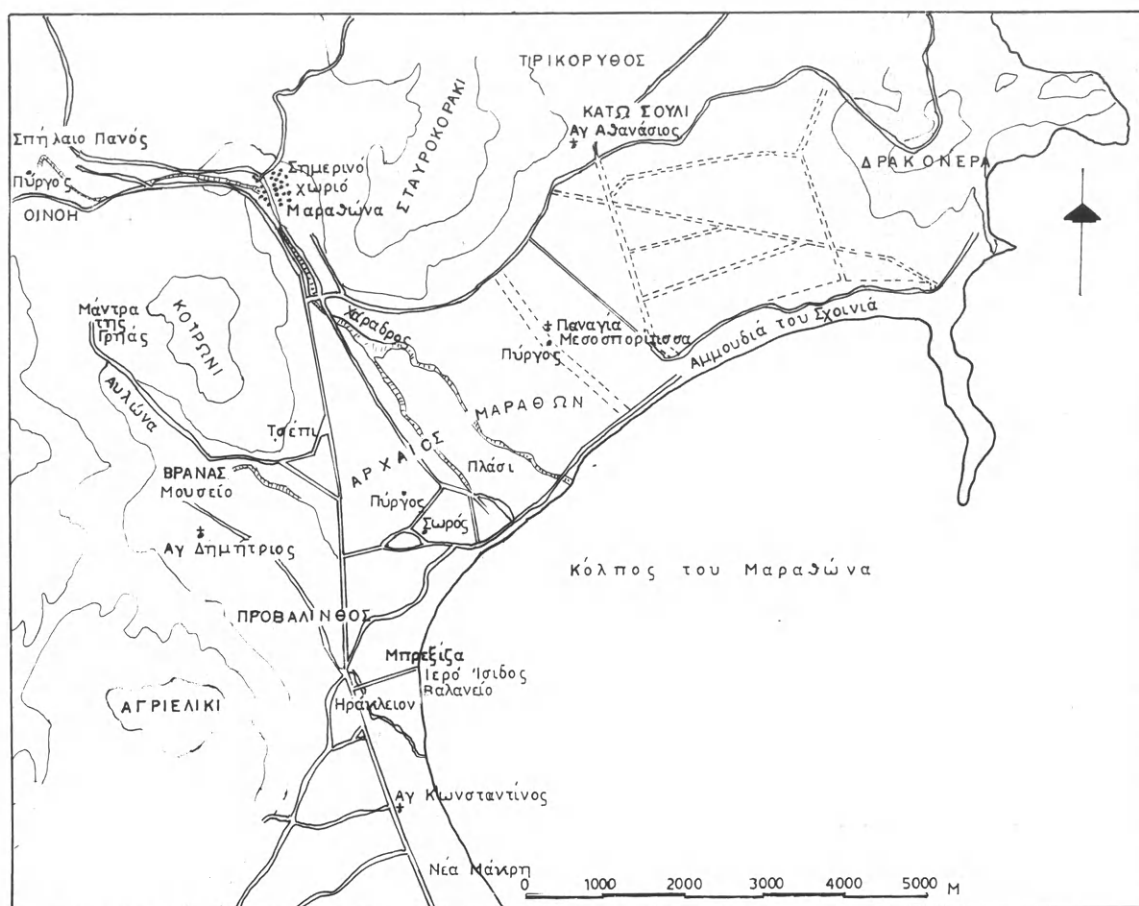 ΤΡΙΚΟΡΥΘΟΣ
ΚΑΤΩ ΣΟΥΛΙ
Αγ Αθανάσιος
Σπήλαιο Πανός
Πύργος
ΟΙΝΟΗ
Σημερινό
χωριό
Μαραθώνα
ΣΤΑΥΡΟΚΟΡΑΚΙ
ΔΡΑΚΟΝΕΡΑ
Μάντρα
της
Γρηάς
ΚΟΤΡΩΝΙ
Χάραδρος
Παναγία
Μεσοσπορίτισσα
Πύργος
Αμμουδιά του Σχοινιά
Αυλώνα
Τσέπι
ΑΡΧΑΙΟΣ
ΜΑΡΑΘΩΝ
Πλάσι
ΒΡΑΝΑΣ
Μουσείο
Πύργος
Σωρός
Αγ Δημήτριος
Κόλπος του Μαραθώνα
ΠΡΟΒΑΛΙΝΘΟΣ
Μπρεξίζα
Ιερό Ίσιδος
Βαλανείο
ΑΓΡΙΕΛΙΚΙ
Ηράκλειον
Αγ Κωνσταντίνος
Νέα Μάκρη
0 1000 2000 3000 4000 5000 Μ